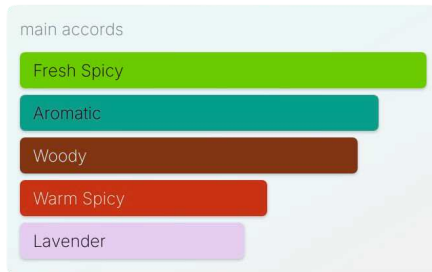 main accords
Fresh Spicy
Aromatic
Woody
Warm Spicy
Lavender